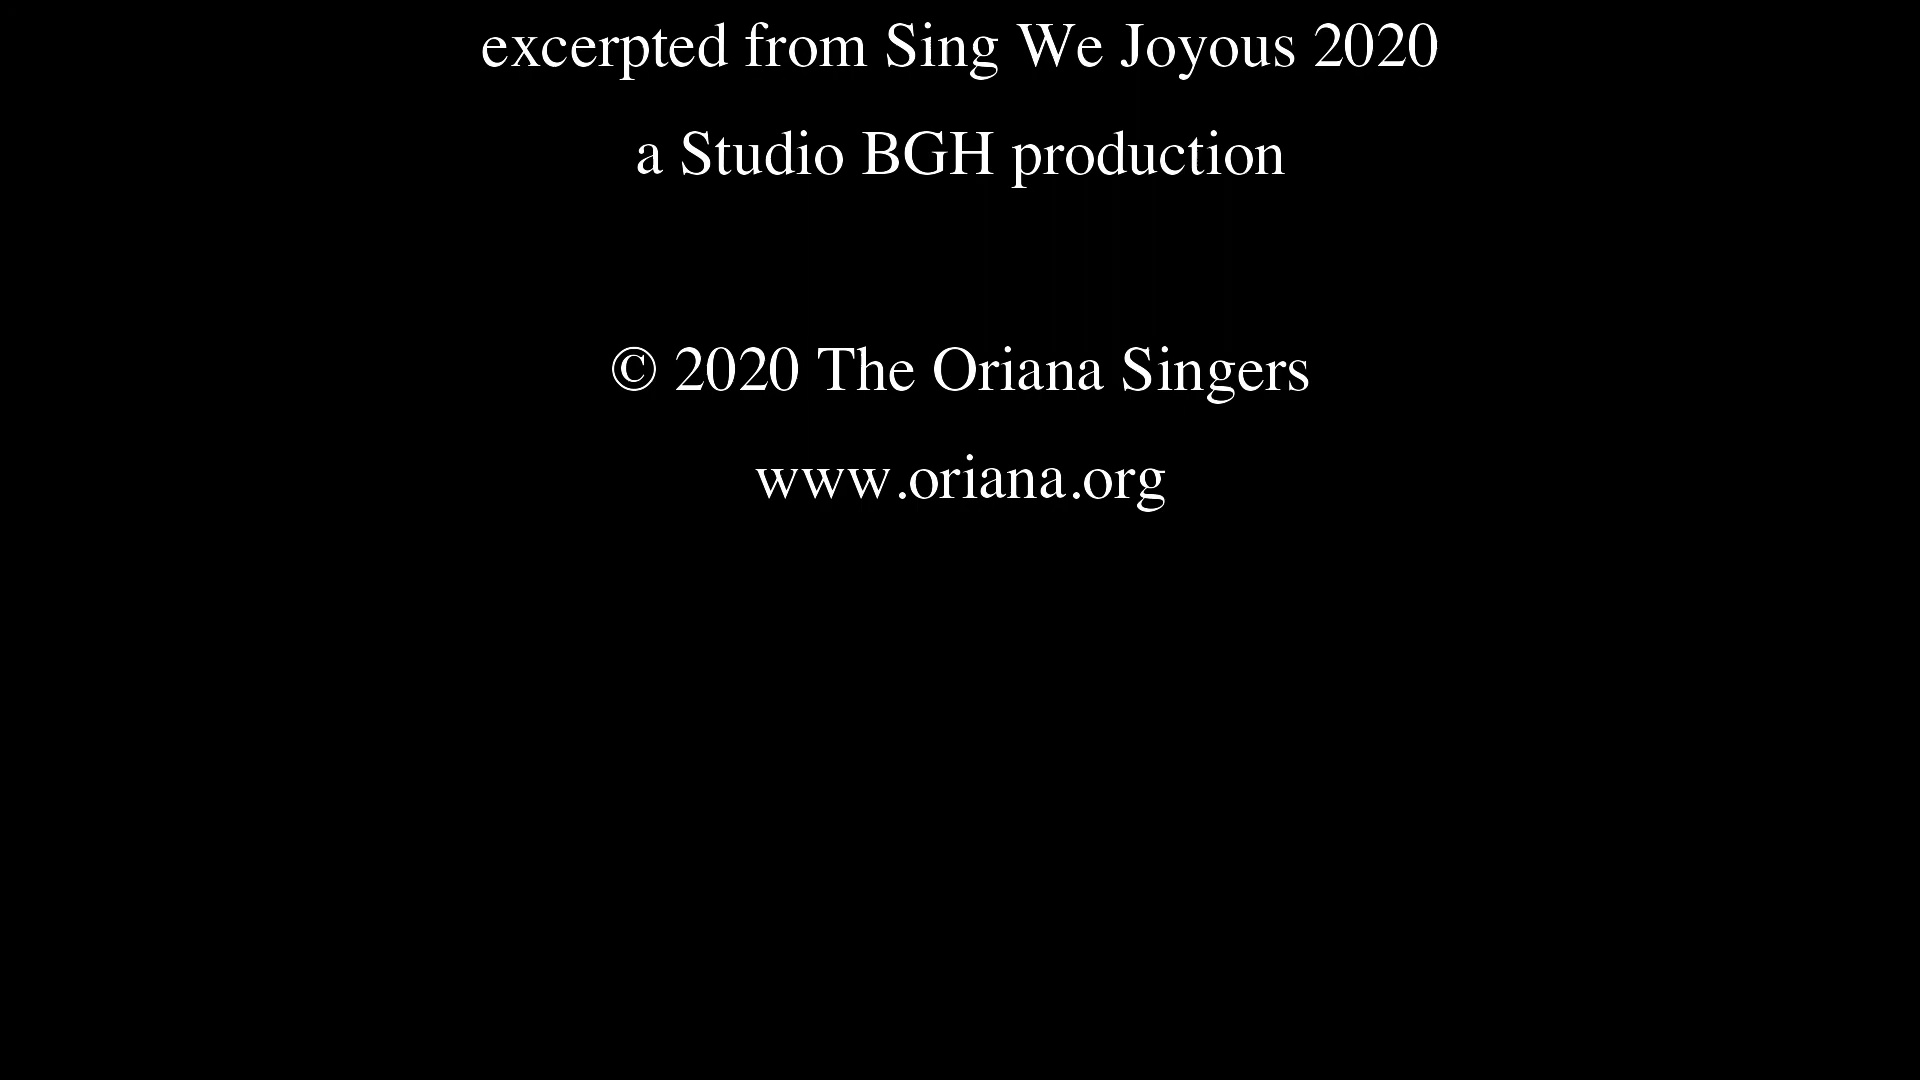 excerpted from Sing We Joyous 2020
a Studio BGH production
© 2020 The Oriana Singers
www.oriana.org